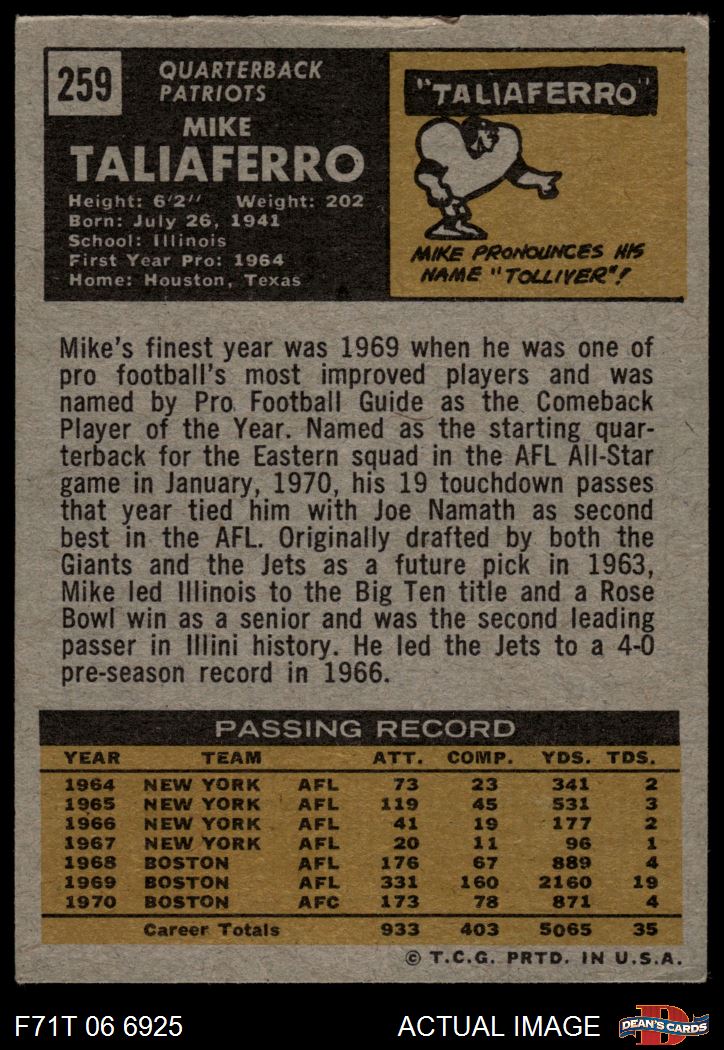 259
QUARTERBACK
PATRIOTS
MIKE
TALIAFERRO
Height: 6'2" Weight: 202
Born: July 26, 1941
School: Illinois
First Year Pro: 1964
Home: Houston, Texas
"TALIAFERRO"
MIKE PRONOUNCES HIS
NAME "TOLLIVER"!
Mike's finest year was 1969 when he was one of
pro football's most improved players and was
named by Pro Football Guide as the Comeback
Player of the Year. Named as the starting quar-
terback for the Eastern squad in the AFL All-Star
game in January, 1970, his 19 touchdown passes
that year tied him with Joe Namath as second
best in the AFL. Originally drafted by both the
Giants and the Jets as a future pick in 1963,
Mike led Illinois to the Big Ten title and a Rose
Bowl win as a senior and was the second leading
passer in Illini history. He led the Jets to a 4-0
pre-season record in 1966.
PASSING RECORD
YEAR TEAM ATT. COMP. YDS. TDS.
1964 NEW YORK AFL 73 23 341 2
1965 NEW YORK AFL 119 45 531 3
1966 NEW YORK AFL 41 19 177 2
1967 NEW YORK AFL 20 11 96 1
1968 BOSTON AFL 176 67 889 4
1969 BOSTON AFL 331 160 2160 19
1970 BOSTON AFC 173 78 871 4
Career Totals 933 403 5065 35
© T.C.G. PRTD. IN U.S.A.
F71T 06 6925 ACTUAL IMAGE D DEAN'S CARDS